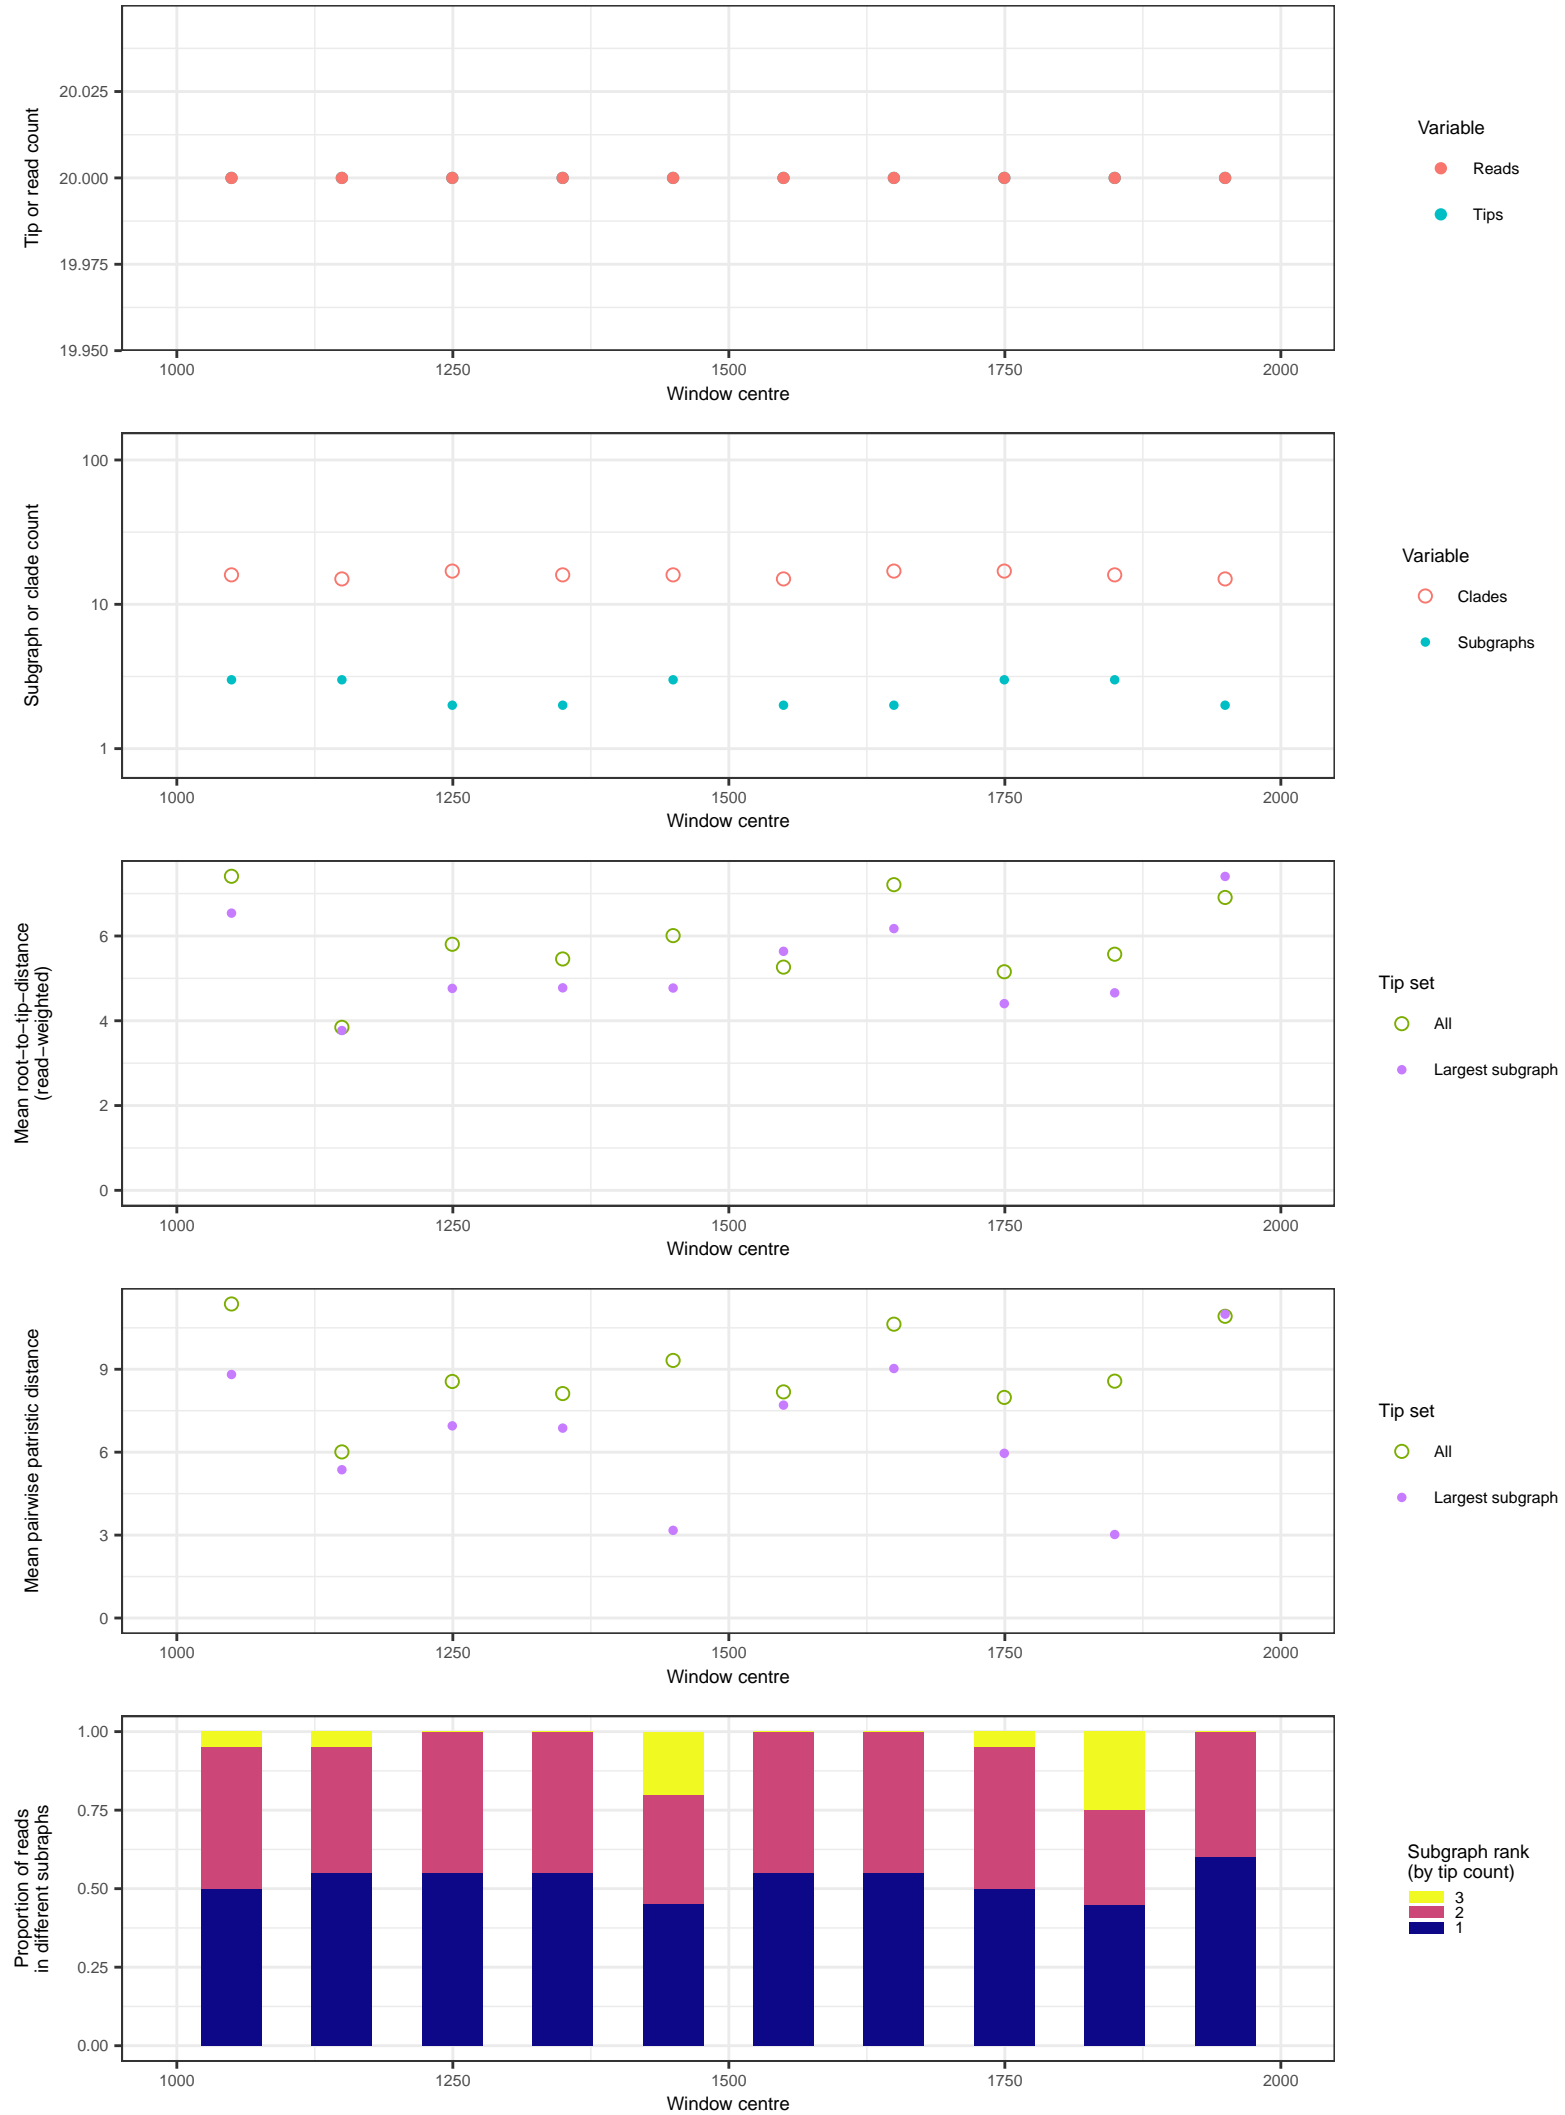 20.025
20.000
19.975
19.950
Tip or read count
1000 1250 1500 1750 2000
Window centre
Variable
Reads
Tips
100
10
1
Subgraph or clade count
1000 1250 1500 1750 2000
Window centre
Variable
Clades
Subgraphs
6
4
2
0
Mean root−to−tip−distance
(read−weighted)
1000 1250 1500 1750 2000
Window centre
Tip set
All
Largest subgraph
9
6
3
0
Mean pairwise patristic distance
1000 1250 1500 1750 2000
Window centre
Tip set
All
Largest subgraph
1.00
0.75
0.50
0.25
0.00
Proportion of reads
in different subraphs
1000 1250 1500 1750 2000
Window centre
Subgraph rank
(by tip count)
3
2
1